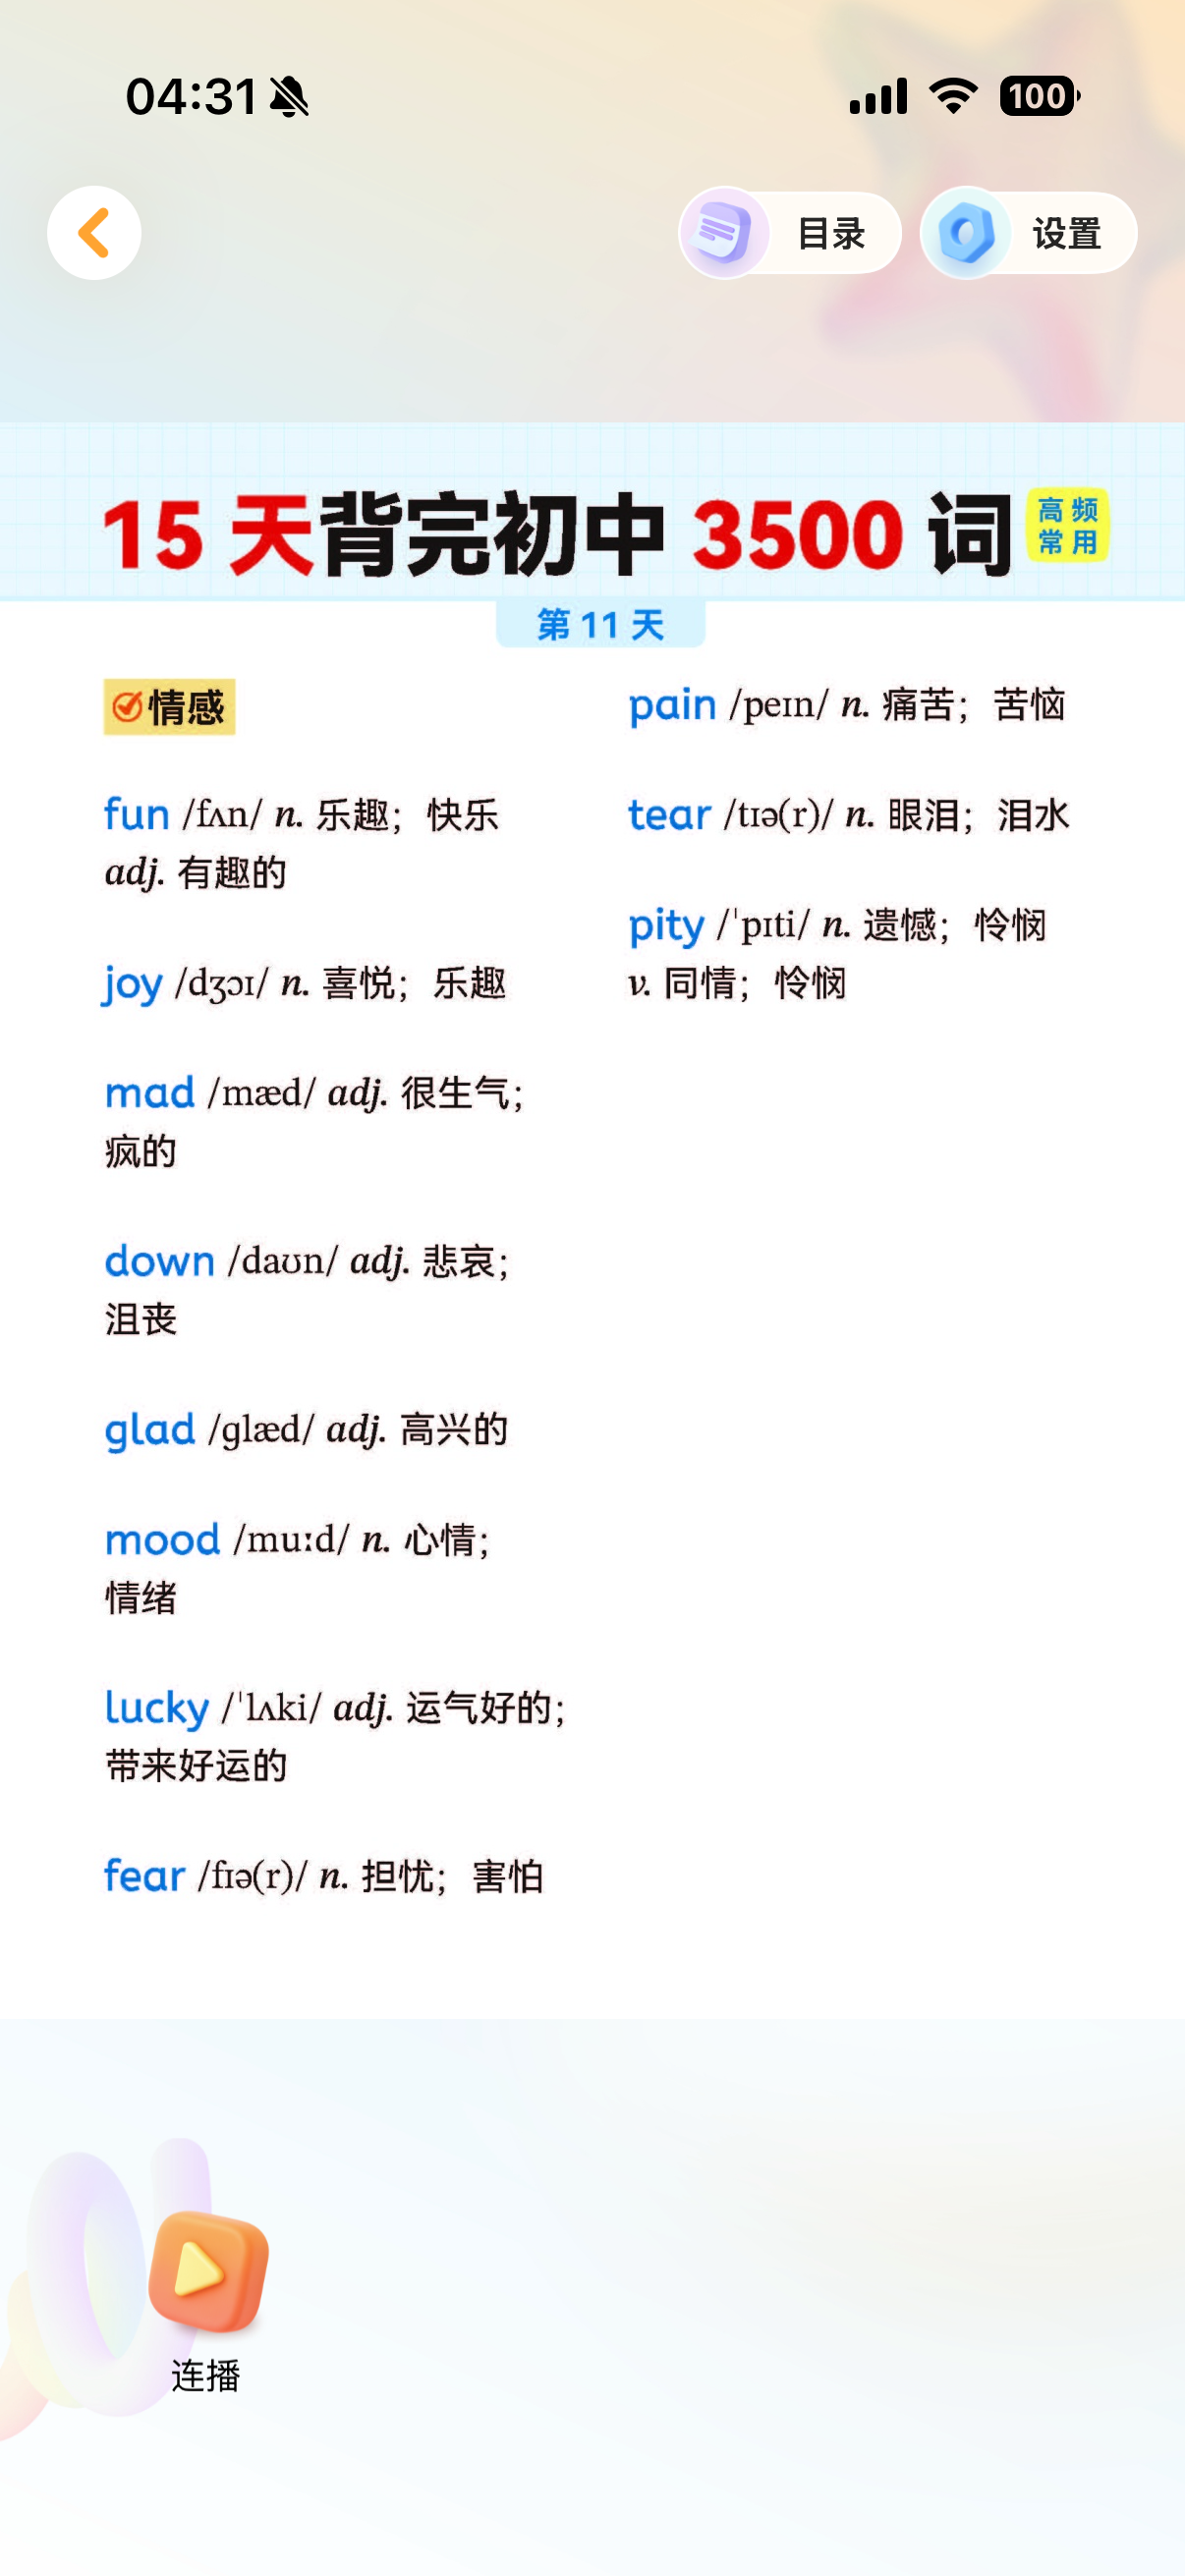 04:31
100
目录
设置
15 天背完初中 3500 词
高频
常用
第 11 天
情感
fun /fʌn/ n. 乐趣；快乐
adj. 有趣的
joy /dʒɔɪ/ n. 喜悦；乐趣
mad /mæd/ adj. 很生气；
疯的
down /daʊn/ adj. 悲哀；
沮丧
glad /ɡlæd/ adj. 高兴的
mood /muːd/ n. 心情；
情绪
lucky /ˈlʌki/ adj. 运气好的；
带来好运的
fear /fɪə(r)/ n. 担忧；害怕
pain /peɪn/ n. 痛苦；苦恼
tear /tɪə(r)/ n. 眼泪；泪水
pity /ˈpɪti/ n. 遗憾；怜悯
v. 同情；怜悯
连播